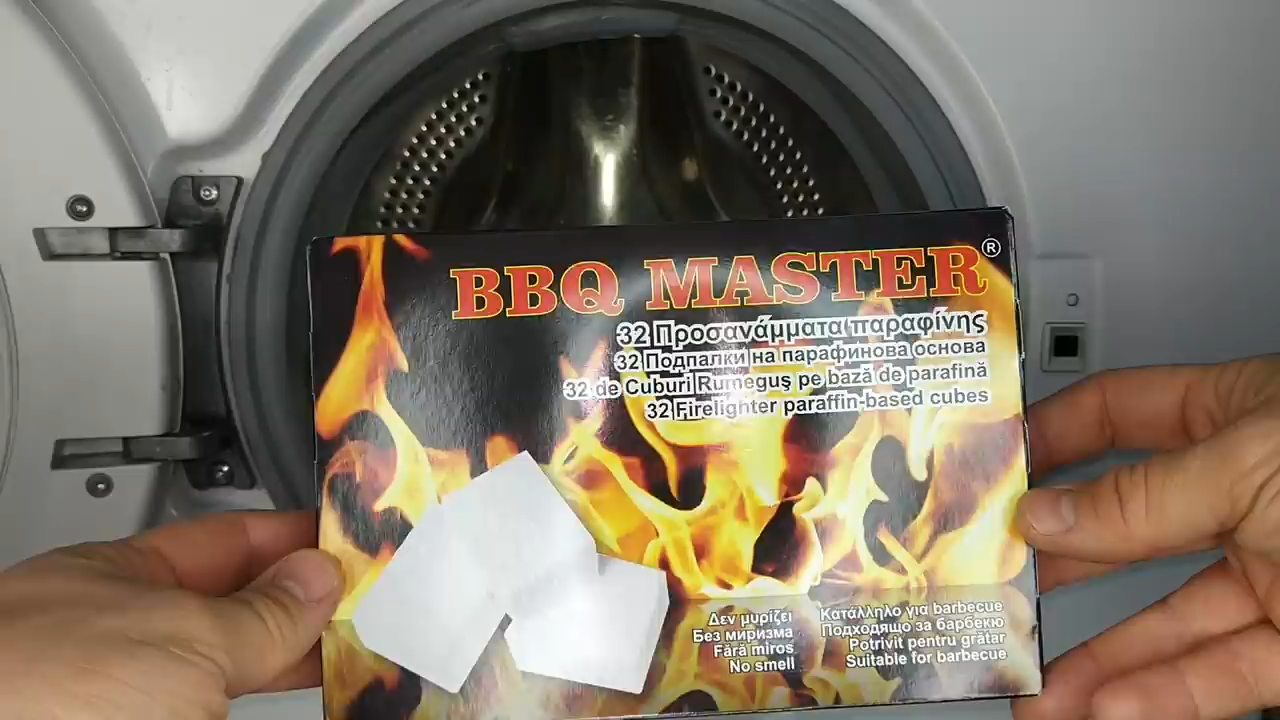 BBQ MASTER®
32 Προσανάμματα παραφίνης
32 Подпалки на парафинова основа
32 de Cuburi Rumeguş pe bază de parafină
32 Firelighter paraffin-based cubes
Δεν μυρίζει
Без миризма
Fără miros
No smell
Κατάλληλο για barbecue
Подходящо за барбекю
Potrivit pentru grătar
Suitable for barbecue